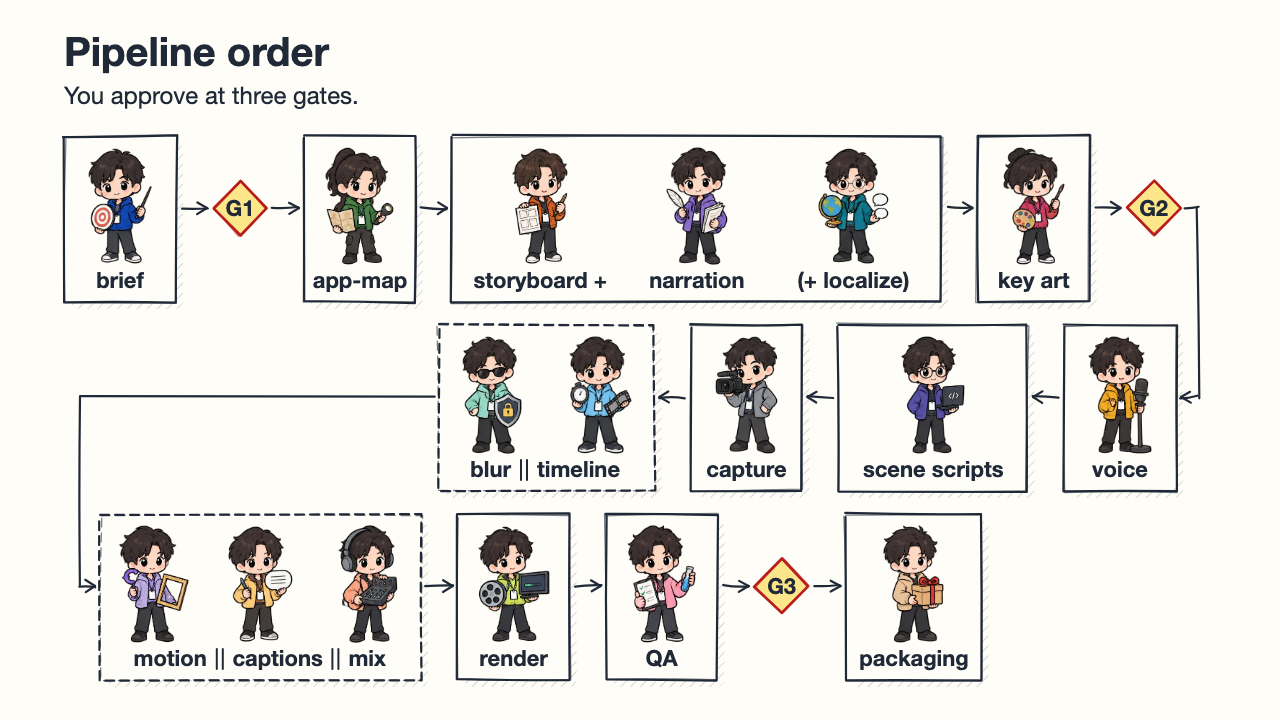 Pipeline order
You approve at three gates.
brief
G1
app-map
storyboard +
narration
(+ localize)
key art
G2
blur || timeline
capture
scene scripts
</>
voice
motion || captions || mix
render
QA
G3
packaging